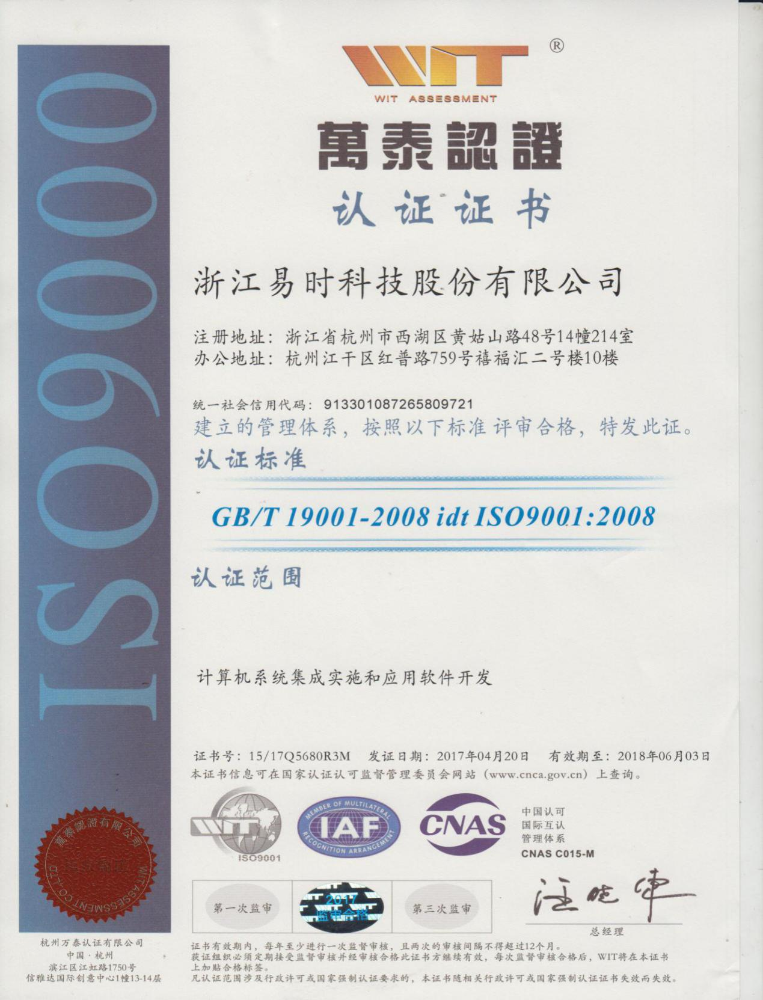 ISO9000
WIT ®
WIT ASSESSMENT
萬泰認證
认证证书
浙江易时科技股份有限公司
注册地址：浙江省杭州市西湖区黄姑山路48号14幢214室
办公地址：杭州江干区红普路759号禧福汇二号楼10楼
统一社会信用代码：913301087265809721
建立的管理体系，按照以下标准评审合格，特发此证。
认证标准
GB/T 19001-2008 idt ISO9001:2008
认证范围
计算机系统集成实施和应用软件开发
证书号：15/17Q5680R3M 发证日期：2017年04月20日 有效期至：2018年06月03日
本证书信息可在国家认证认可监督管理委员会网站（www.cnca.gov.cn）上查询。
WIT
ISO9001
MEMBER OF MULTILATERAL
IAF
RECOGNITION ARRANGEMENT
CNAS
中国认可
国际互认
管理体系
CNAS C015-M
萬泰認證有限公司
WIT ASSESSMENT CO.,LTD
第一次监审
2017
监审合格
第三次监审
总经理
杭州万泰认证有限公司
中国·杭州
滨江区江虹路1750号
信雅达国际创意中心1幢13-14层
证书有效期内，每年至少进行一次监督审核，且两次的审核间隔不得超过12个月。
获证组织必须定期接受监督审核并经审核合格此证书方继续有效，每次监督审核合格后，WIT将在本证书
上加贴合格标签。
凡认证范围涉及行政许可或国家强制认证要求的，本证书随相关行政许可或国家强制认证证书失效而失效。